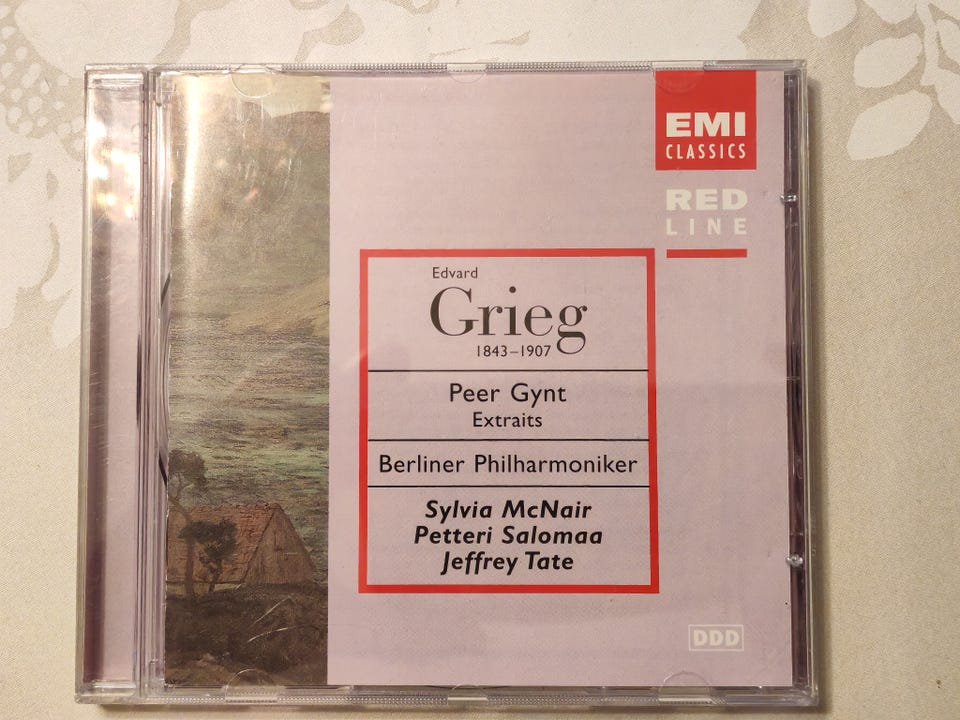 EMI
CLASSICS
RED
LINE
Edvard
Grieg
1843–1907
Peer Gynt
Extraits
Berliner Philharmoniker
Sylvia McNair
Petteri Salomaa
Jeffrey Tate
DDD